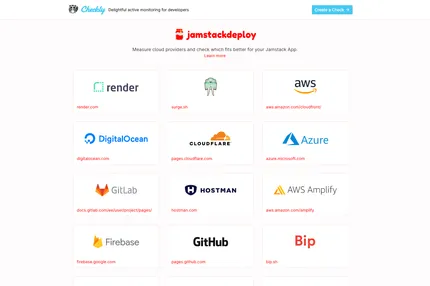 Checkly Delightful active monitoring for developers
Create a Check
jamstackdeploy
Measure cloud providers and check which fits better for your Jamstack App.
Learn more
render
aws
render.com
surge.sh
aws.amazon.com/cloudfront
DigitalOcean
CLOUDFLARE
Azure
digitalocean.com
pages.cloudflare.com
azure.microsoft.com
GitLab
HOSTMAN
AWS Amplify
docs.gitlab.com/ee/user/project/pages/
hostman.com
aws.amazon.com/amplify
Firebase
GitHub
Bip
firebase.google.com
pages.github.com
bip.sh